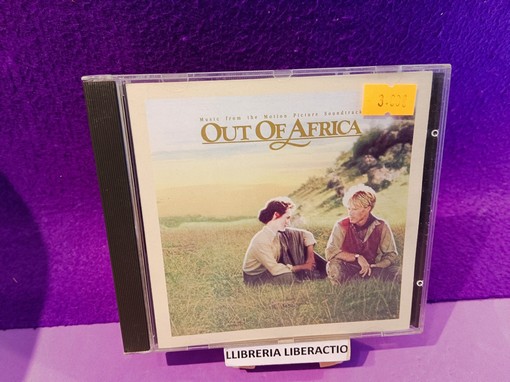 Music from the Motion Picture Soundtrack
OUT OF AFRICA
LLIBRERIA LIBERACTIO